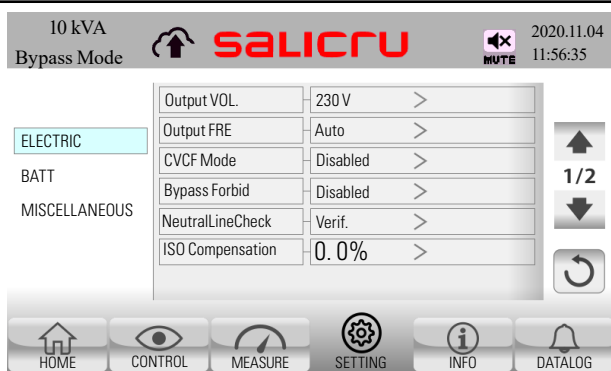 10 kVA
Bypass Mode
salicru
MUTE
2020.11.04
11:56:35
ELECTRIC
BATT
MISCELLANEOUS
Output VOL. 230 V >
Output FRE Auto >
CVCF Mode Disabled >
Bypass Forbid Disabled >
NeutralLineCheck Verif. >
ISO Compensation 0.0% >
1/2
HOME CONTROL MEASURE SETTING INFO DATALOG